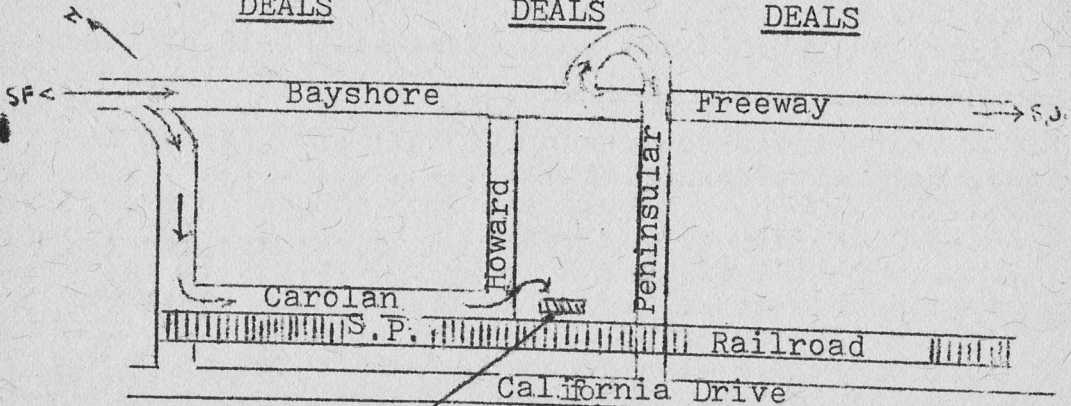 DEALS DEALS DEALS
N
SF
Bayshore Freeway
S.J.
Howard
Peninsular
Carolan
S.P. Railroad
California Drive